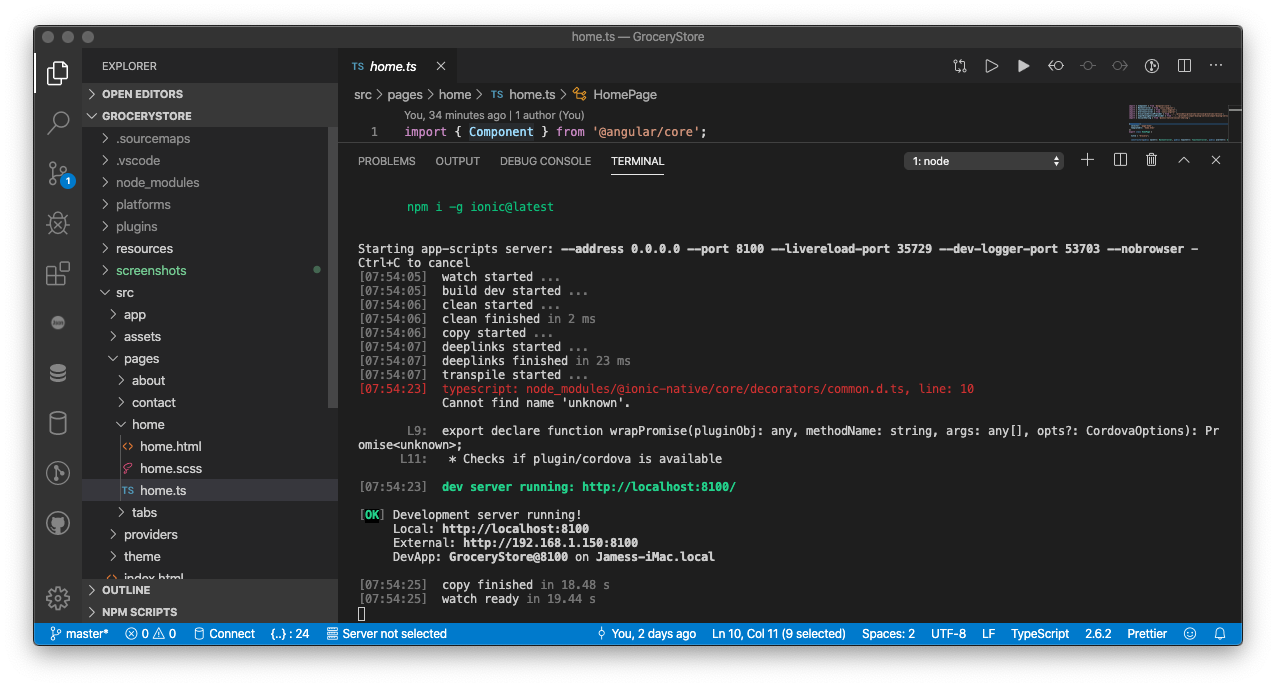 home.ts — GroceryStore
EXPLORER
OPEN EDITORS
GROCERYSTORE
.sourcemaps
.vscode
node_modules
platforms
plugins
resources
screenshots
src
app
assets
pages
about
contact
home
home.html
home.scss
TS home.ts
tabs
providers
theme
index.html
OUTLINE
NPM SCRIPTS
1
TS home.ts
src > pages > home > TS home.ts > HomePage
You, 34 minutes ago | 1 author (You)
1 import { Component } from '@angular/core';
PROBLEMS OUTPUT DEBUG CONSOLE TERMINAL 1: node
npm i -g ionic@latest
Starting app-scripts server: --address 0.0.0.0 --port 8100 --livereload-port 35729 --dev-logger-port 53703 --nobrowser -
Ctrl+C to cancel
[07:54:05] watch started ...
[07:54:05] build dev started ...
[07:54:06] clean started ...
[07:54:06] clean finished in 2 ms
[07:54:06] copy started ...
[07:54:07] deeplinks started ...
[07:54:07] deeplinks finished in 23 ms
[07:54:07] transpile started ...
[07:54:23] typescript: node_modules/@ionic-native/core/decorators/common.d.ts, line: 10
Cannot find name 'unknown'.
L9: export declare function wrapPromise(pluginObj: any, methodName: string, args: any[], opts?: CordovaOptions): Pr
omise<unknown>;
L11: * Checks if plugin/cordova is available
[07:54:23] dev server running: http://localhost:8100/
[OK] Development server running!
Local: http://localhost:8100
External: http://192.168.1.150:8100
DevApp: GroceryStore@8100 on Jamess-iMac.local
[07:54:25] copy finished in 18.48 s
[07:54:25] watch ready in 19.44 s
master* 0 0 Connect {..} : 24 Server not selected You, 2 days ago Ln 10, Col 11 (9 selected) Spaces: 2 UTF-8 LF TypeScript 2.6.2 Prettier